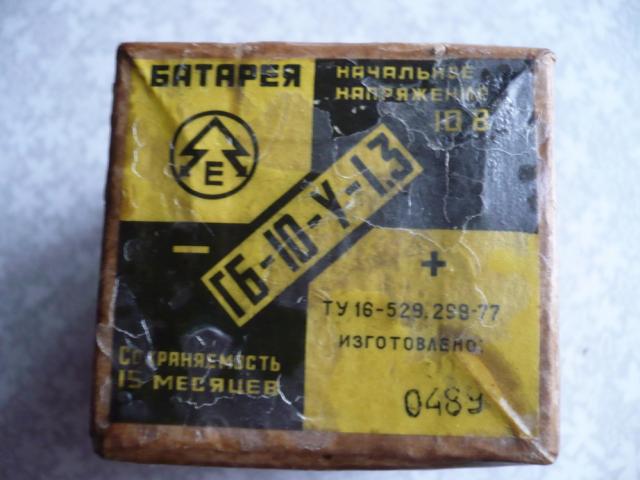 БАТАРЕЯ
НАЧАЛЬНОЕ
НАПРЯЖЕНИЕ
10 В
Е
ГБ-10-У-1.3
−
+
ТУ 16-529.298-77
ИЗГОТОВЛЕНО:
СОХРАНЯЕМОСТЬ
15 МЕСЯЦЕВ
0489